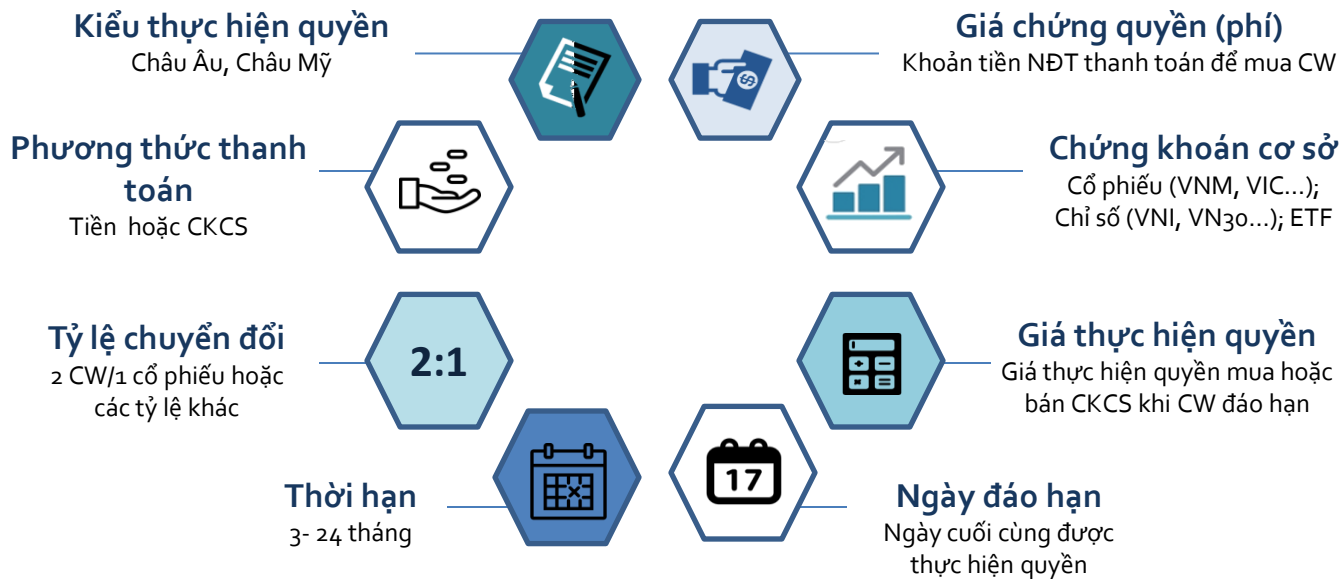 Kiểu thực hiện quyền
Châu Âu, Châu Mỹ
Giá chứng quyền (phí)
Khoản tiền NĐT thanh toán để mua CW
Phương thức thanh
toán
Tiền hoặc CKCS
Chứng khoán cơ sở
Cổ phiếu (VNM, VIC...);
Chỉ số (VNI, VN30...); ETF
Tỷ lệ chuyển đổi
2 CW/1 cổ phiếu hoặc
các tỷ lệ khác
2:1
Giá thực hiện quyền
Giá thực hiện quyền mua hoặc
bán CKCS khi CW đáo hạn
Thời hạn
3- 24 tháng
17
Ngày đáo hạn
Ngày cuối cùng được
thực hiện quyền